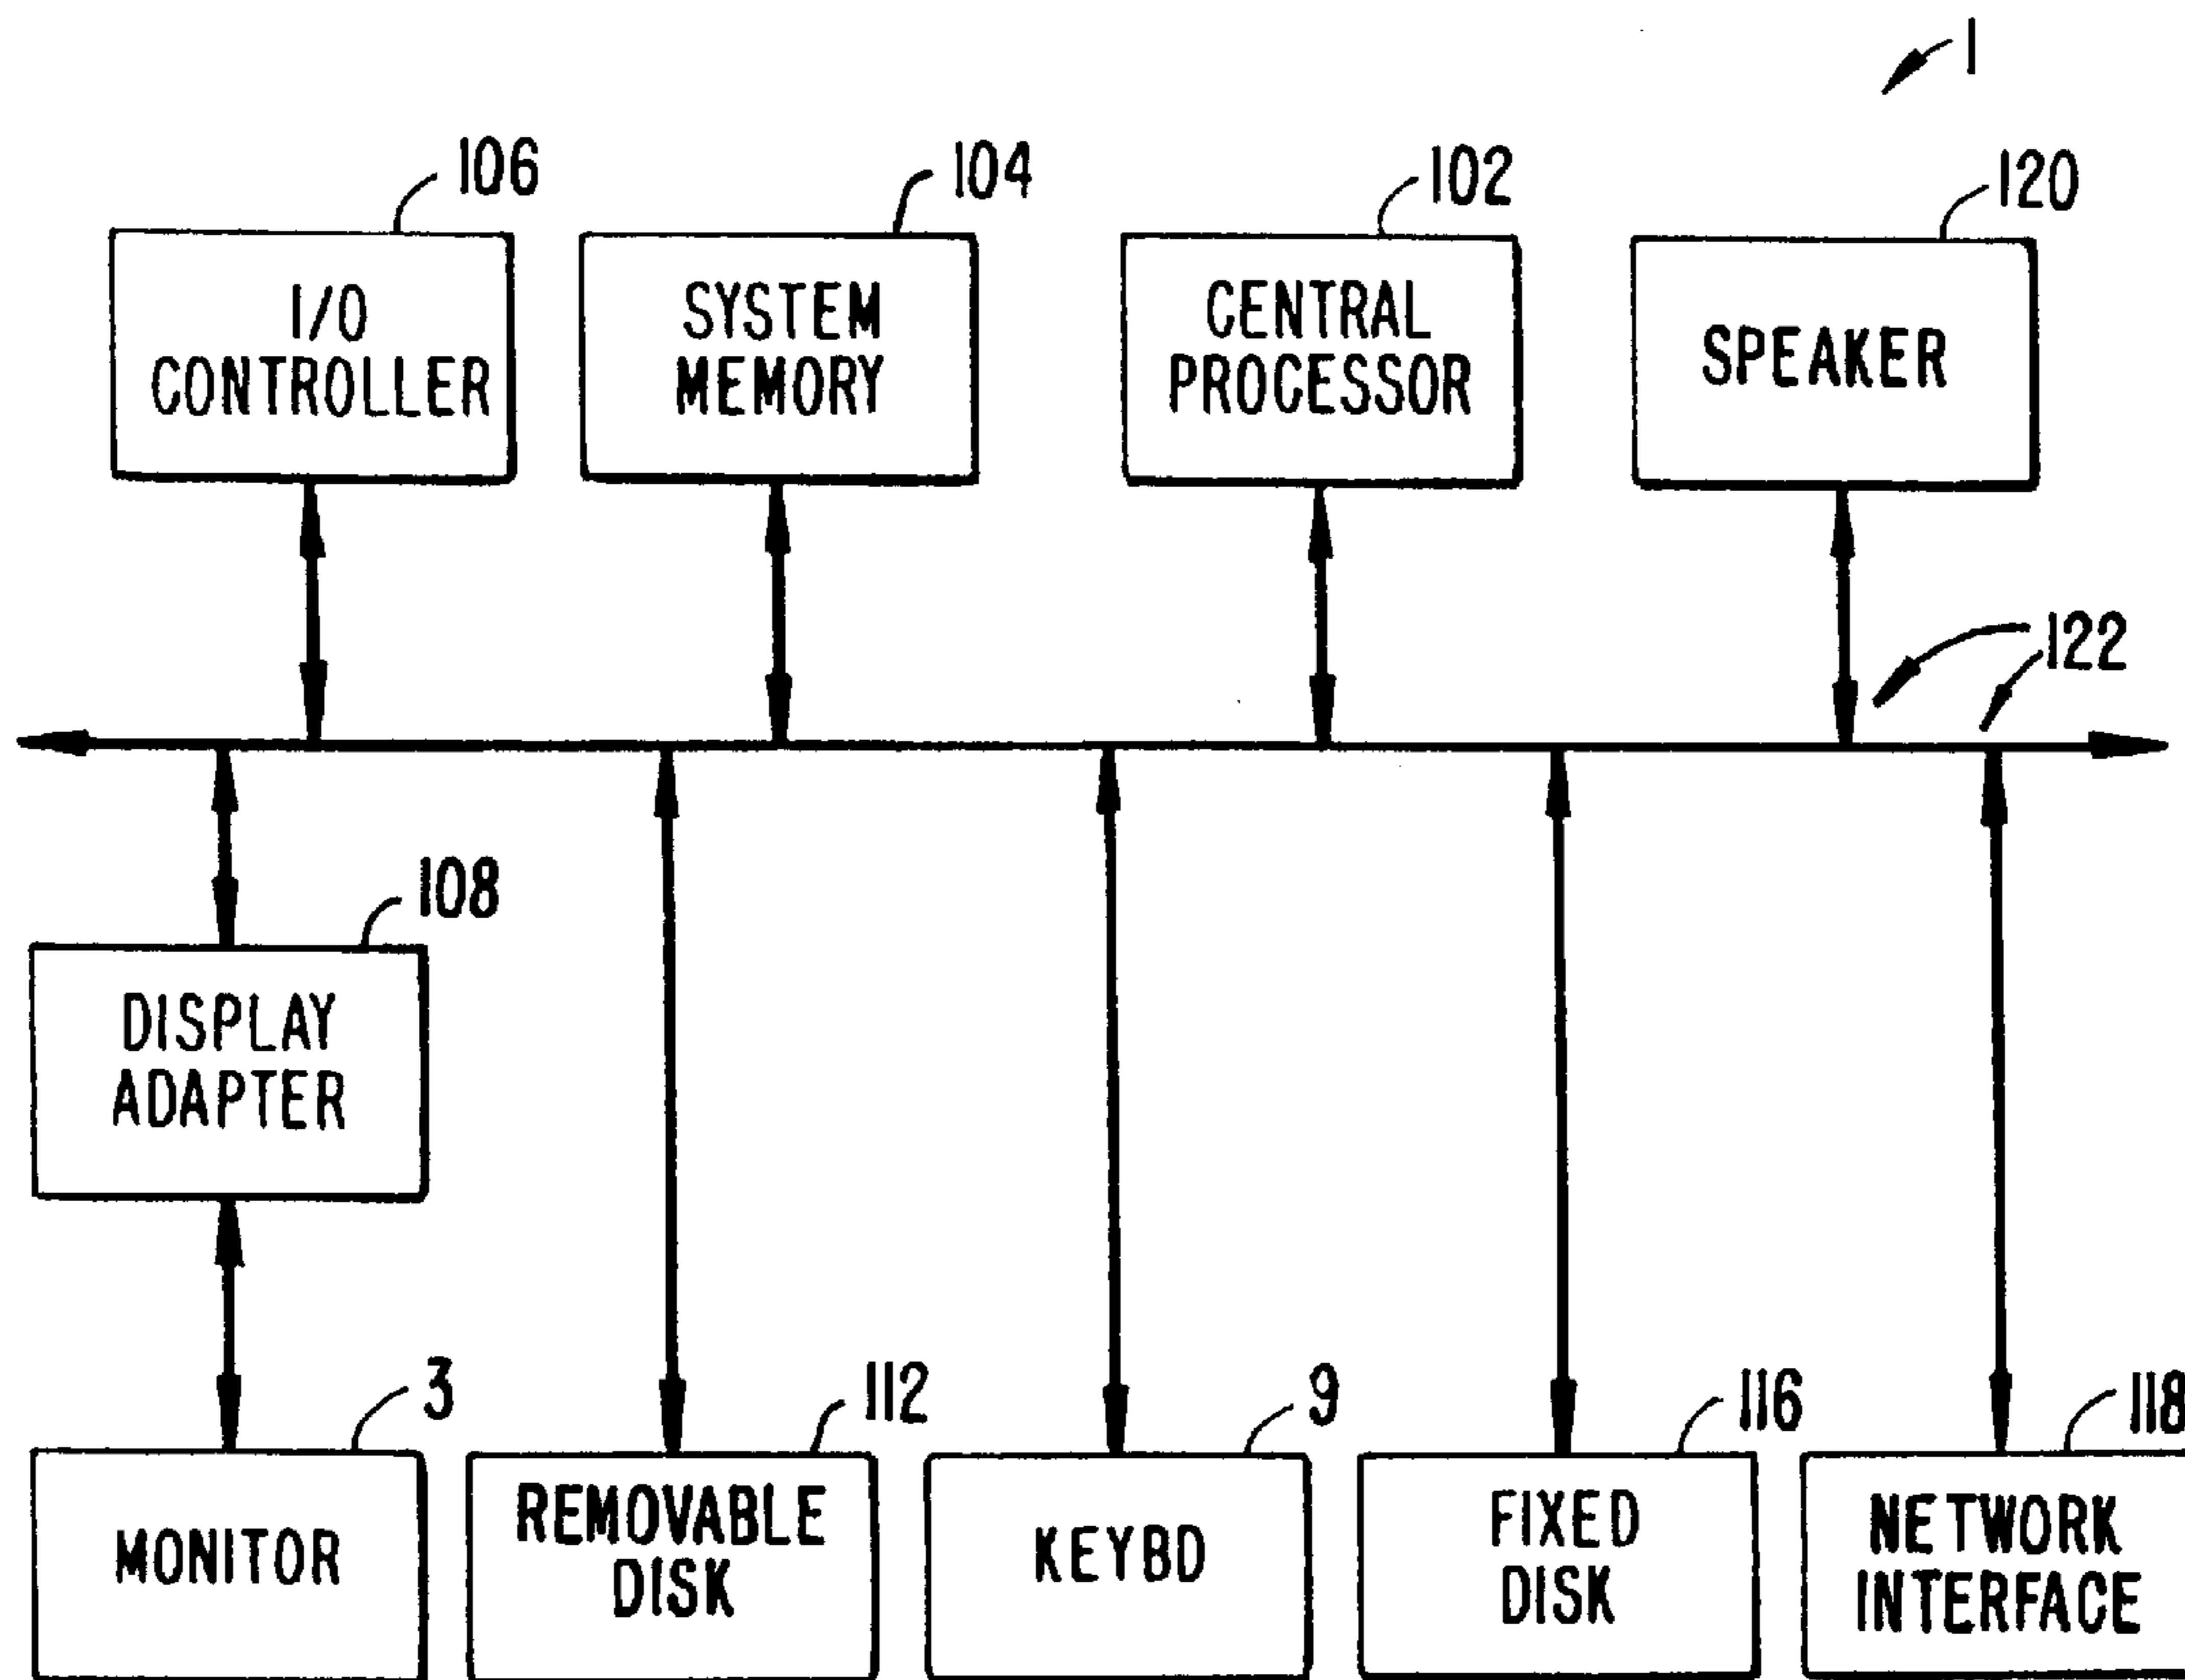 1
106
104
102
120
I/O
CONTROLLER
SYSTEM
MEMORY
CENTRAL
PROCESSOR
SPEAKER
122
108
DISPLAY
ADAPTER
3
112
9
116
118
MONITOR
REMOVABLE
DISK
KEYBD
FIXED
DISK
NETWORK
INTERFACE